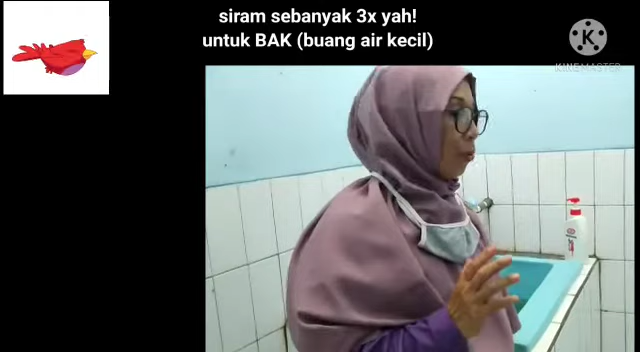 siram sebanyak 3x yah!
untuk BAK (buang air kecil)
K
KINEMASTER